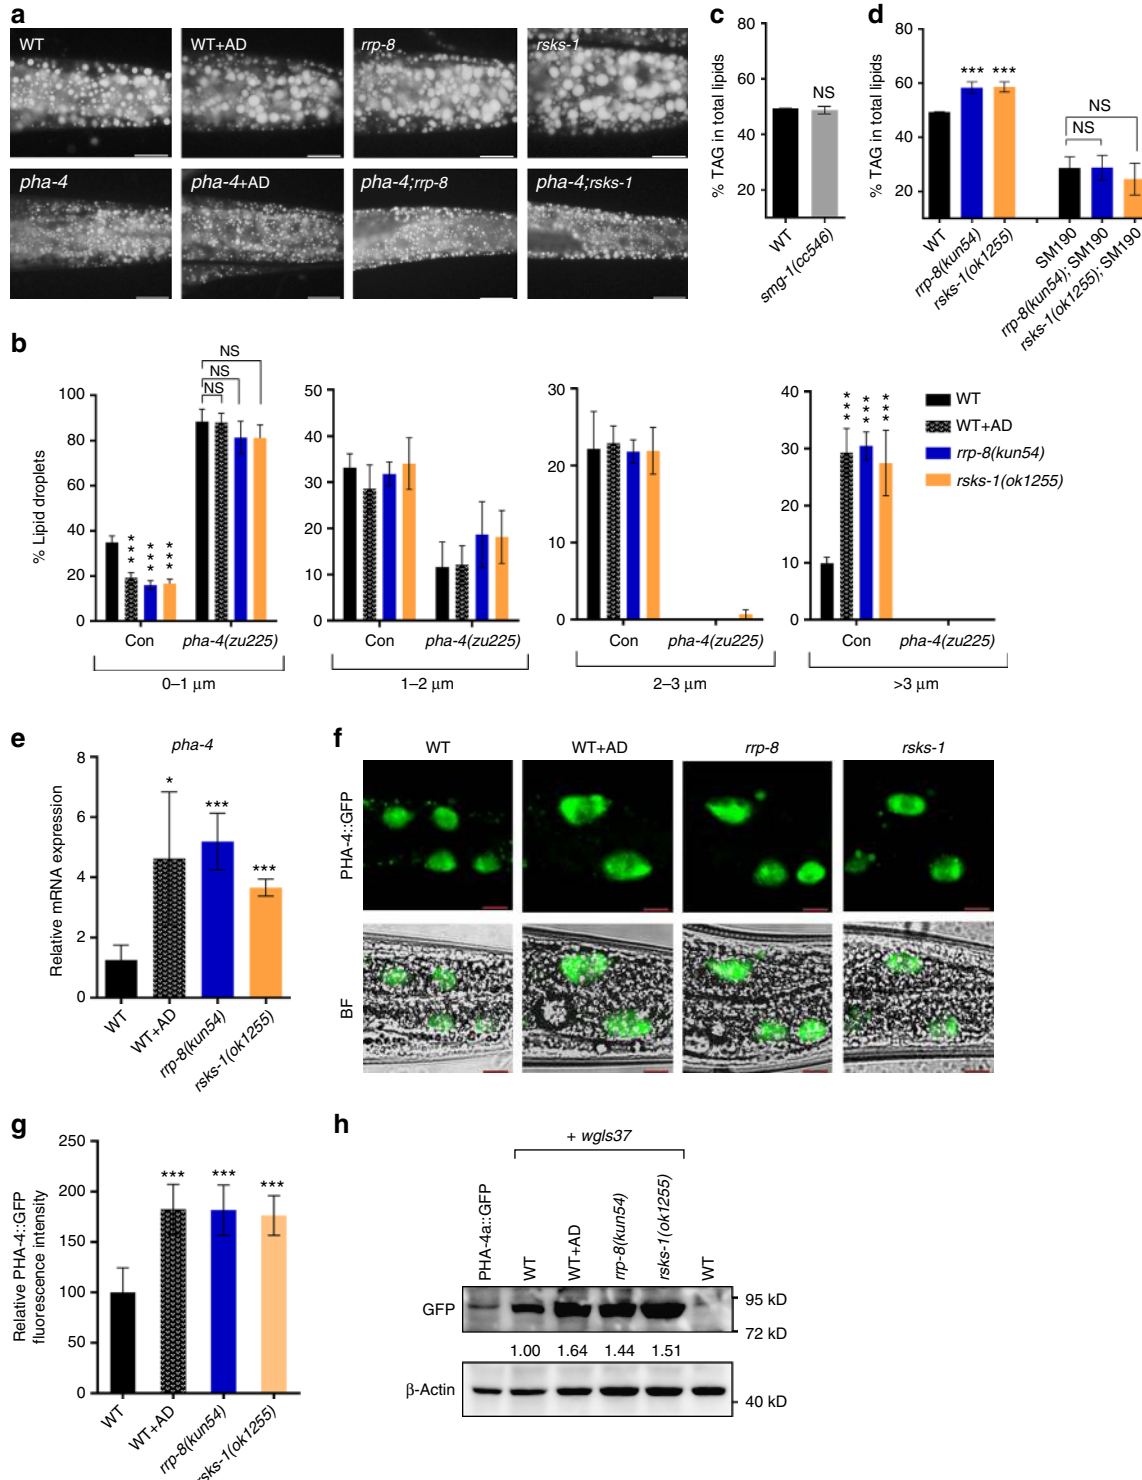 a
WT
WT+AD
rrp-8
rsks-1
pha-4
pha-4+AD
pha-4;rrp-8
pha-4;rsks-1
c
% TAG in total lipids
80
60
40
20
NS
WT
smg-1(cc546)
d
% TAG in total lipids
80
60
40
20
*** ***
NS
NS
WT
rrp-8(kun54)
rsks-1(ok1255)
SM190
rrp-8(kun54); SM190
rsks-1(ok1255); SM190
b
% Lipid droplets
100
80
60
40
20
0
***
***
***
NS
NS
NS
Con pha-4(zu225)
0–1 µm
50
40
30
20
10
0
Con pha-4(zu225)
1–2 µm
30
20
10
0
Con pha-4(zu225)
2–3 µm
40
30
20
10
0
***
***
***
Con pha-4(zu225)
>3 µm
WT
WT+AD
rrp-8(kun54)
rsks-1(ok1255)
e
pha-4
Relative mRNA expression
8
6
4
2
0
*
***
***
WT
WT+AD
rrp-8(kun54)
rsks-1(ok1255)
f
WT
WT+AD
rrp-8
rsks-1
PHA-4::GFP
BF
g
Relative PHA-4::GFP
fluorescence intensity
250
200
150
100
50
0
***
***
***
WT
WT+AD
rrp-8(kun54)
rsks-1(ok1255)
h
+ wgIs37
PHA-4a::GFP
WT
WT+AD
rrp-8(kun54)
rsks-1(ok1255)
WT
GFP
95 kD
72 kD
1.00 1.64 1.44 1.51
β-Actin
40 kD